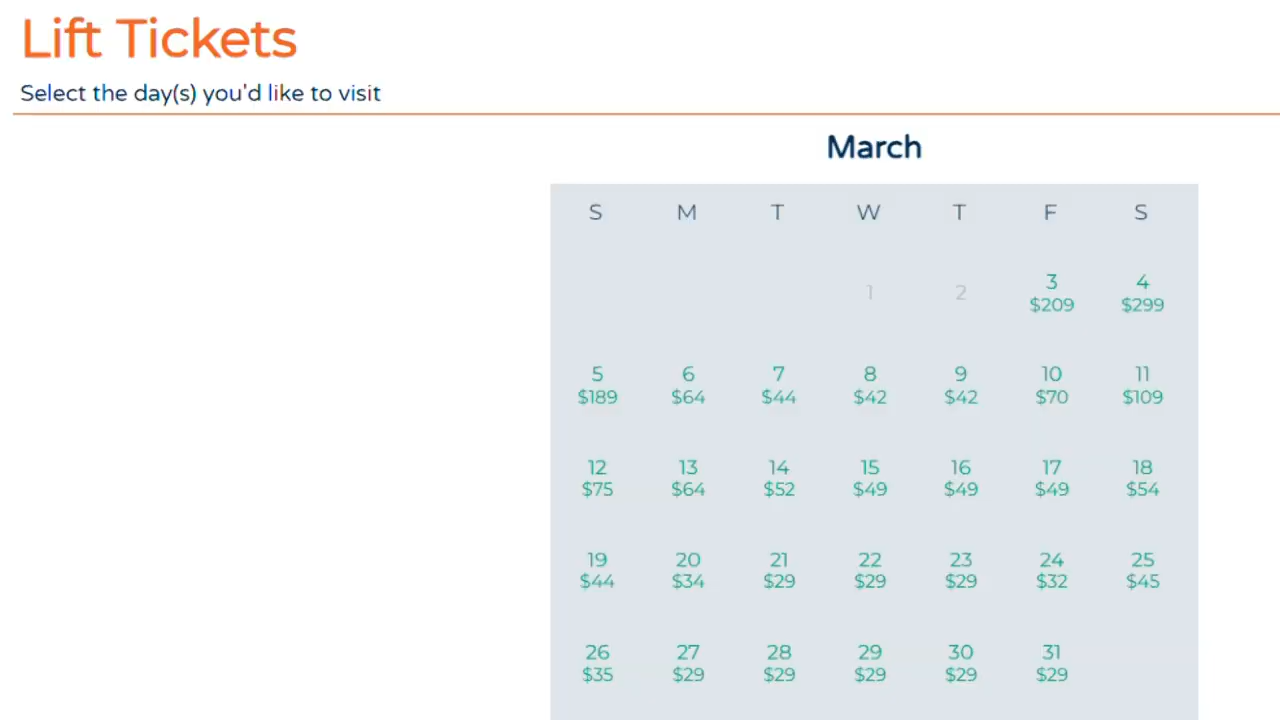 Lift Tickets
Select the day(s) you'd like to visit
March
S M T W T F S
1 2 3 4
$209 $299
5 6 7 8 9 10 11
$189 $64 $44 $42 $42 $70 $109
12 13 14 15 16 17 18
$75 $64 $52 $49 $49 $49 $54
19 20 21 22 23 24 25
$44 $34 $29 $29 $29 $32 $45
26 27 28 29 30 31
$35 $29 $29 $29 $29 $29